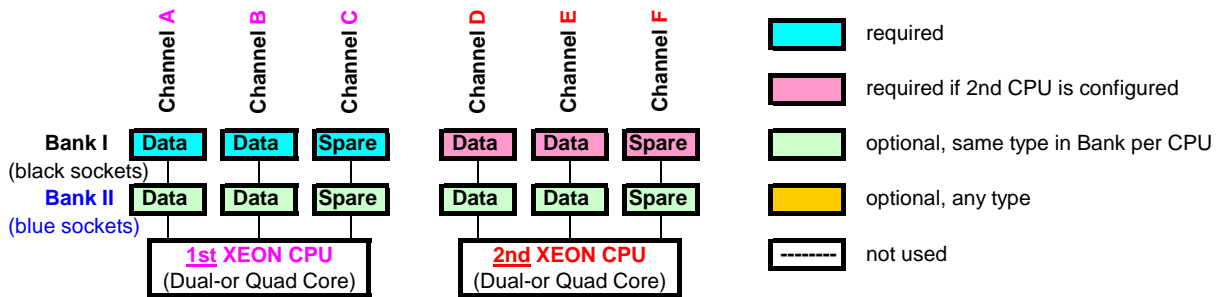 Channel A
Channel B
Channel C
Channel D
Channel E
Channel F
Bank I
Data
Data
Spare
Data
Data
Spare
(black sockets)
Bank II
Data
Data
Spare
Data
Data
Spare
(blue sockets)
1st XEON CPU
(Dual-or Quad Core)
2nd XEON CPU
(Dual-or Quad Core)
required
required if 2nd CPU is configured
optional, same type in Bank per CPU
optional, any type
-------- not used